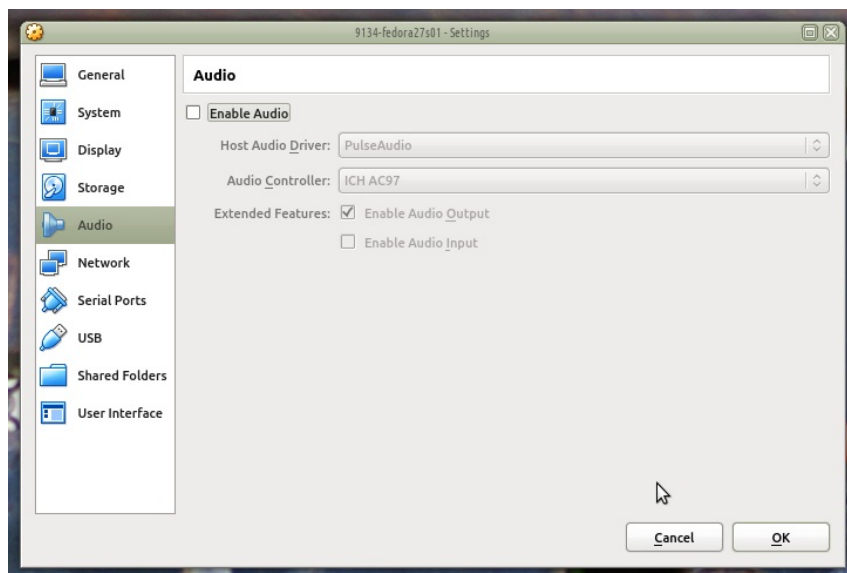 9134-fedora27s01 - Settings
General
System
Display
Storage
Audio
Network
Serial Ports
USB
Shared Folders
User Interface
Audio
Enable Audio
Host Audio Driver: PulseAudio
Audio Controller: ICH AC97
Extended Features: Enable Audio Output
Enable Audio Input
Cancel OK